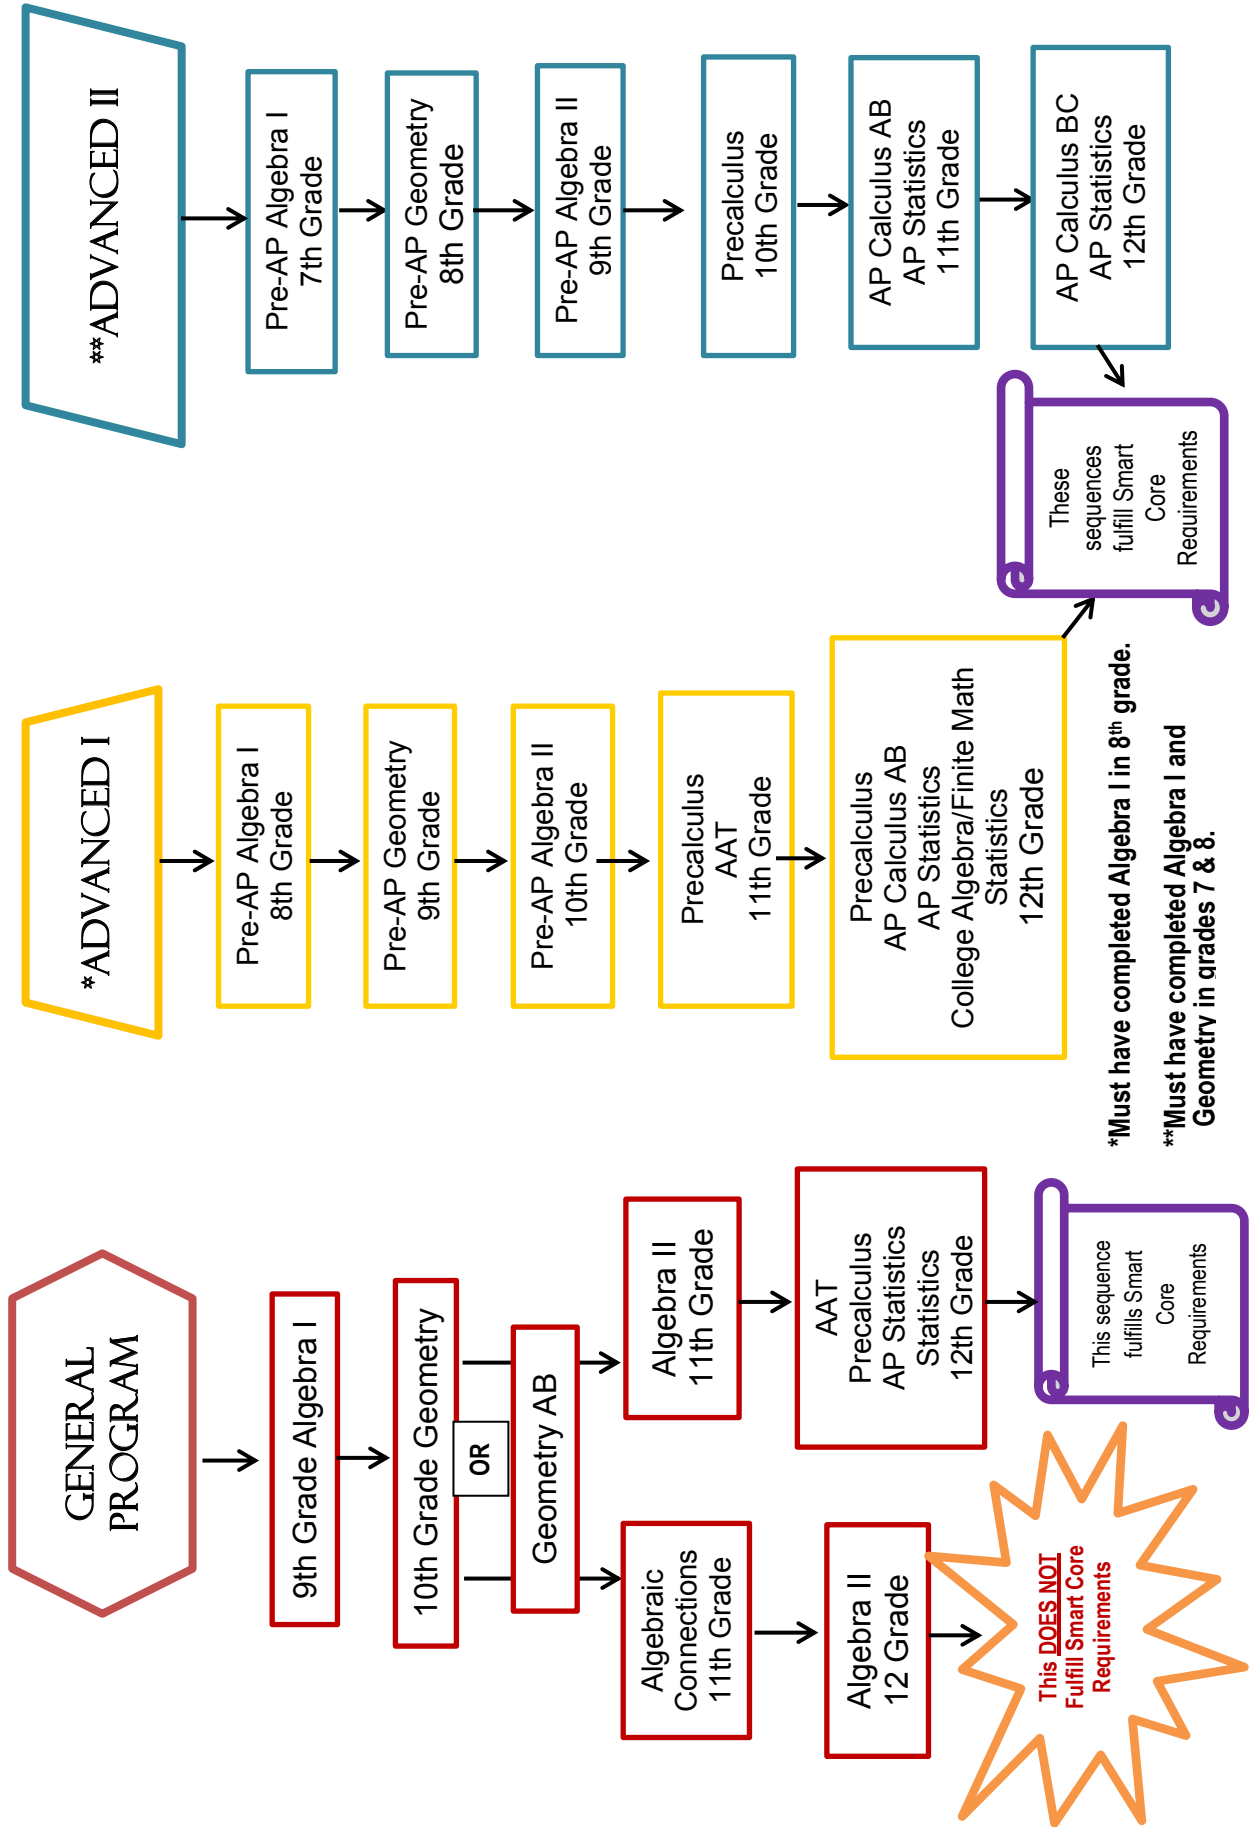 GENERAL
PROGRAM
9th Grade Algebra I
10th Grade Geometry
OR
Geometry AB
Algebraic
Connections
11th Grade
Algebra II
12 Grade
This DOES NOT
Fulfill Smart Core
Requirements
Algebra II
11th Grade
AAT
Precalculus
AP Statistics
Statistics
12th Grade
This sequence
fulfills Smart
Core
Requirements
*ADVANCED I
Pre-AP Algebra I
8th Grade
Pre-AP Geometry
9th Grade
Pre-AP Algebra II
10th Grade
Precalculus
AAT
11th Grade
Precalculus
AP Calculus AB
AP Statistics
College Algebra/Finite Math
Statistics
12th Grade
*Must have completed Algebra I in 8th grade.
**Must have completed Algebra I and
Geometry in grades 7 & 8.
**ADVANCED II
Pre-AP Algebra I
7th Grade
Pre-AP Geometry
8th Grade
Pre-AP Algebra II
9th Grade
Precalculus
10th Grade
AP Calculus AB
AP Statistics
11th Grade
AP Calculus BC
AP Statistics
12th Grade
These
sequences
fulfill Smart
Core
Requirements